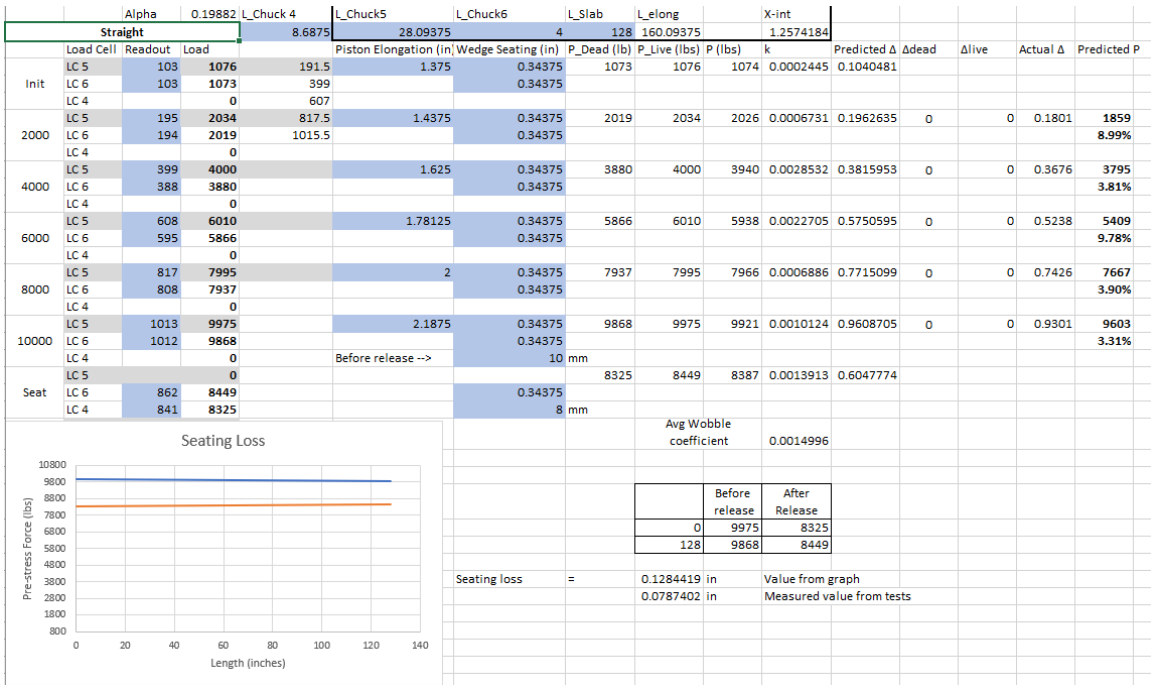 Alpha 0.19882 L_Chuck 4 L_Chuck5 L_Chuck6 L_Slab L_elong X-int
Straight 8.6875 28.09375 4 128 160.09375 1.2574184
Load Cell Readout Load Piston Elongation (in) Wedge Seating (in) P_Dead (lb) P_Live (lbs) P (lbs) k Predicted Δ Δdead Δlive Actual Δ Predicted P
LC 5 103 1076 191.5 1.375 0.34375 1073 1076 1074 0.0002445 0.1040481
Init LC 6 103 1073 399 0.34375
LC 4 0 607
LC 5 195 2034 817.5 1.4375 0.34375 2019 2034 2026 0.0006731 0.1962635 0 0 0.1801 1859
2000 LC 6 194 2019 1015.5 0.34375 8.99%
LC 4 0
LC 5 399 4000 1.625 0.34375 3880 4000 3940 0.0028532 0.3815953 0 0 0.3676 3795
4000 LC 6 388 3880 0.34375 3.81%
LC 4 0
LC 5 608 6010 1.78125 0.34375 5866 6010 5938 0.0022705 0.5750595 0 0 0.5238 5409
6000 LC 6 595 5866 0.34375 9.78%
LC 4 0
LC 5 817 7995 2 0.34375 7937 7995 7966 0.0006886 0.7715099 0 0 0.7426 7667
8000 LC 6 808 7937 0.34375 3.90%
LC 4 0
LC 5 1013 9975 2.1875 0.34375 9868 9975 9921 0.0010124 0.9608705 0 0 0.9301 9603
10000 LC 6 1012 9868 0.34375 3.31%
LC 4 0 Before release --> 10 mm
LC 5 0 8325 8449 8387 0.0013913 0.6047774
Seat LC 6 862 8449 0.34375
LC 4 841 8325 8 mm
Avg Wobble
coefficient 0.0014996
Before After
release Release
0 9975 8325
128 9868 8449
Seating loss = 0.1284419 in Value from graph
0.0787402 in Measured value from tests
Seating Loss
Pre-stress Force (lbs)
10800
9800
8800
7800
6800
5800
4800
3800
2800
1800
800
0 20 40 60 80 100 120 140
Length (inches)